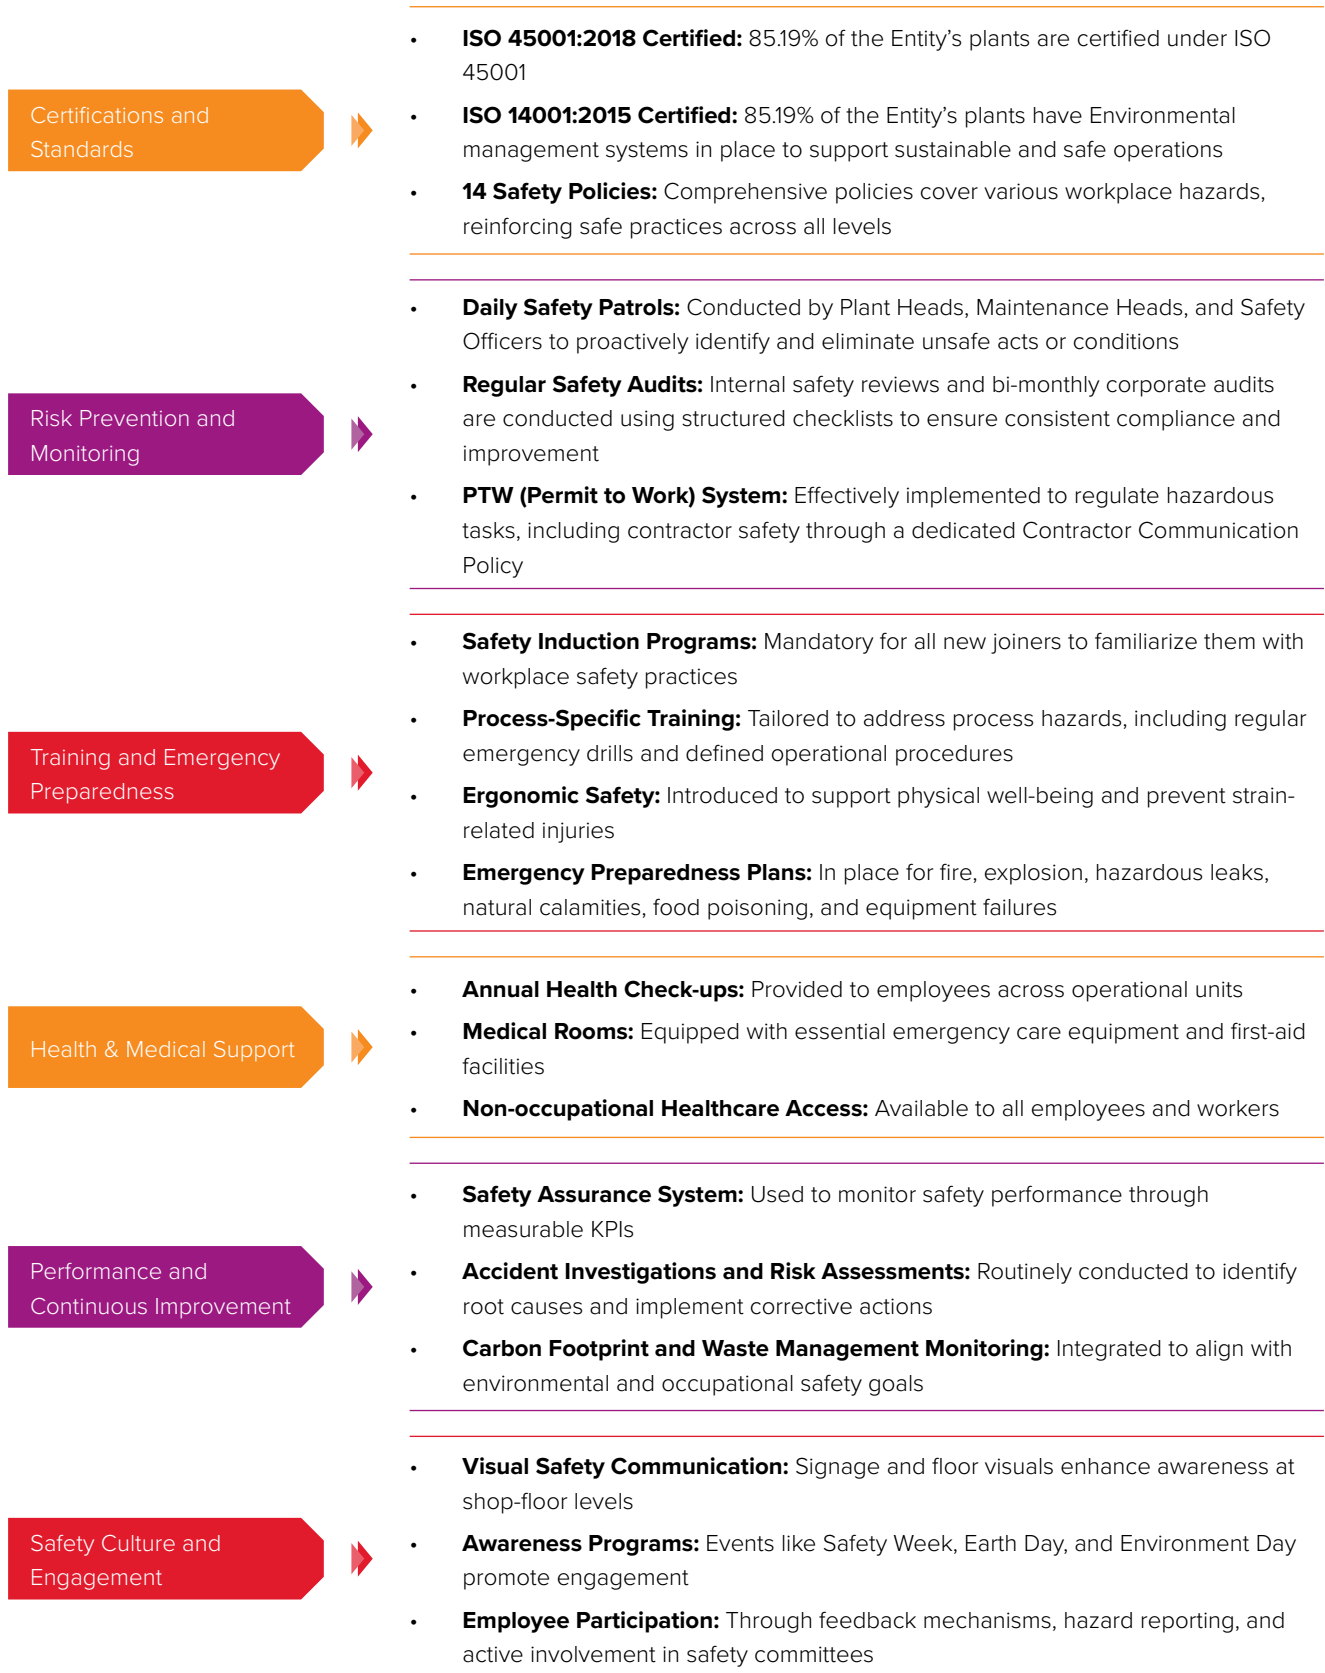 Certifications and
Standards
• ISO 45001:2018 Certified: 85.19% of the Entity’s plants are certified under ISO
45001
• ISO 14001:2015 Certified: 85.19% of the Entity’s plants have Environmental
management systems in place to support sustainable and safe operations
• 14 Safety Policies: Comprehensive policies cover various workplace hazards,
reinforcing safe practices across all levels
Risk Prevention and
Monitoring
• Daily Safety Patrols: Conducted by Plant Heads, Maintenance Heads, and Safety
Officers to proactively identify and eliminate unsafe acts or conditions
• Regular Safety Audits: Internal safety reviews and bi-monthly corporate audits
are conducted using structured checklists to ensure consistent compliance and
improvement
• PTW (Permit to Work) System: Effectively implemented to regulate hazardous
tasks, including contractor safety through a dedicated Contractor Communication
Policy
Training and Emergency
Preparedness
• Safety Induction Programs: Mandatory for all new joiners to familiarize them with
workplace safety practices
• Process-Specific Training: Tailored to address process hazards, including regular
emergency drills and defined operational procedures
• Ergonomic Safety: Introduced to support physical well-being and prevent strain-
related injuries
• Emergency Preparedness Plans: In place for fire, explosion, hazardous leaks,
natural calamities, food poisoning, and equipment failures
Health & Medical Support
• Annual Health Check-ups: Provided to employees across operational units
• Medical Rooms: Equipped with essential emergency care equipment and first-aid
facilities
• Non-occupational Healthcare Access: Available to all employees and workers
Performance and
Continuous Improvement
• Safety Assurance System: Used to monitor safety performance through
measurable KPIs
• Accident Investigations and Risk Assessments: Routinely conducted to identify
root causes and implement corrective actions
• Carbon Footprint and Waste Management Monitoring: Integrated to align with
environmental and occupational safety goals
Safety Culture and
Engagement
• Visual Safety Communication: Signage and floor visuals enhance awareness at
shop-floor levels
• Awareness Programs: Events like Safety Week, Earth Day, and Environment Day
promote engagement
• Employee Participation: Through feedback mechanisms, hazard reporting, and
active involvement in safety committees